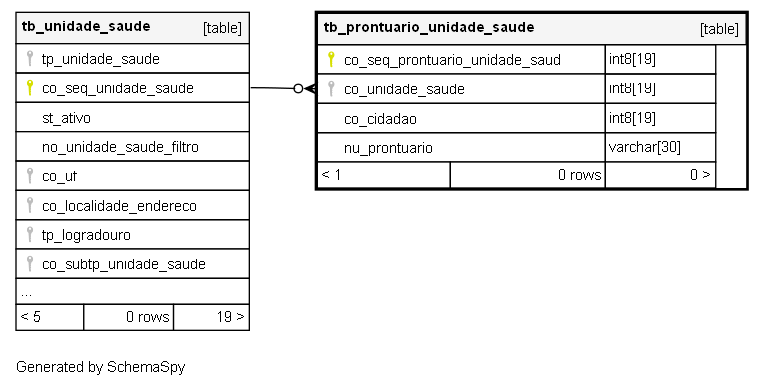 tb_unidade_saude [table]
tp_unidade_saude
co_seq_unidade_saude
st_ativo
no_unidade_saude_filtro
co_uf
co_localidade_endereco
tp_logradouro
co_subtp_unidade_saude
...
< 5 0 rows 19 >
tb_prontuario_unidade_saude [table]
co_seq_prontuario_unidade_saud int8[19]
co_unidade_saude int8[19]
co_cidadao int8[19]
nu_prontuario varchar[30]
< 1 0 rows 0 >
Generated by SchemaSpy